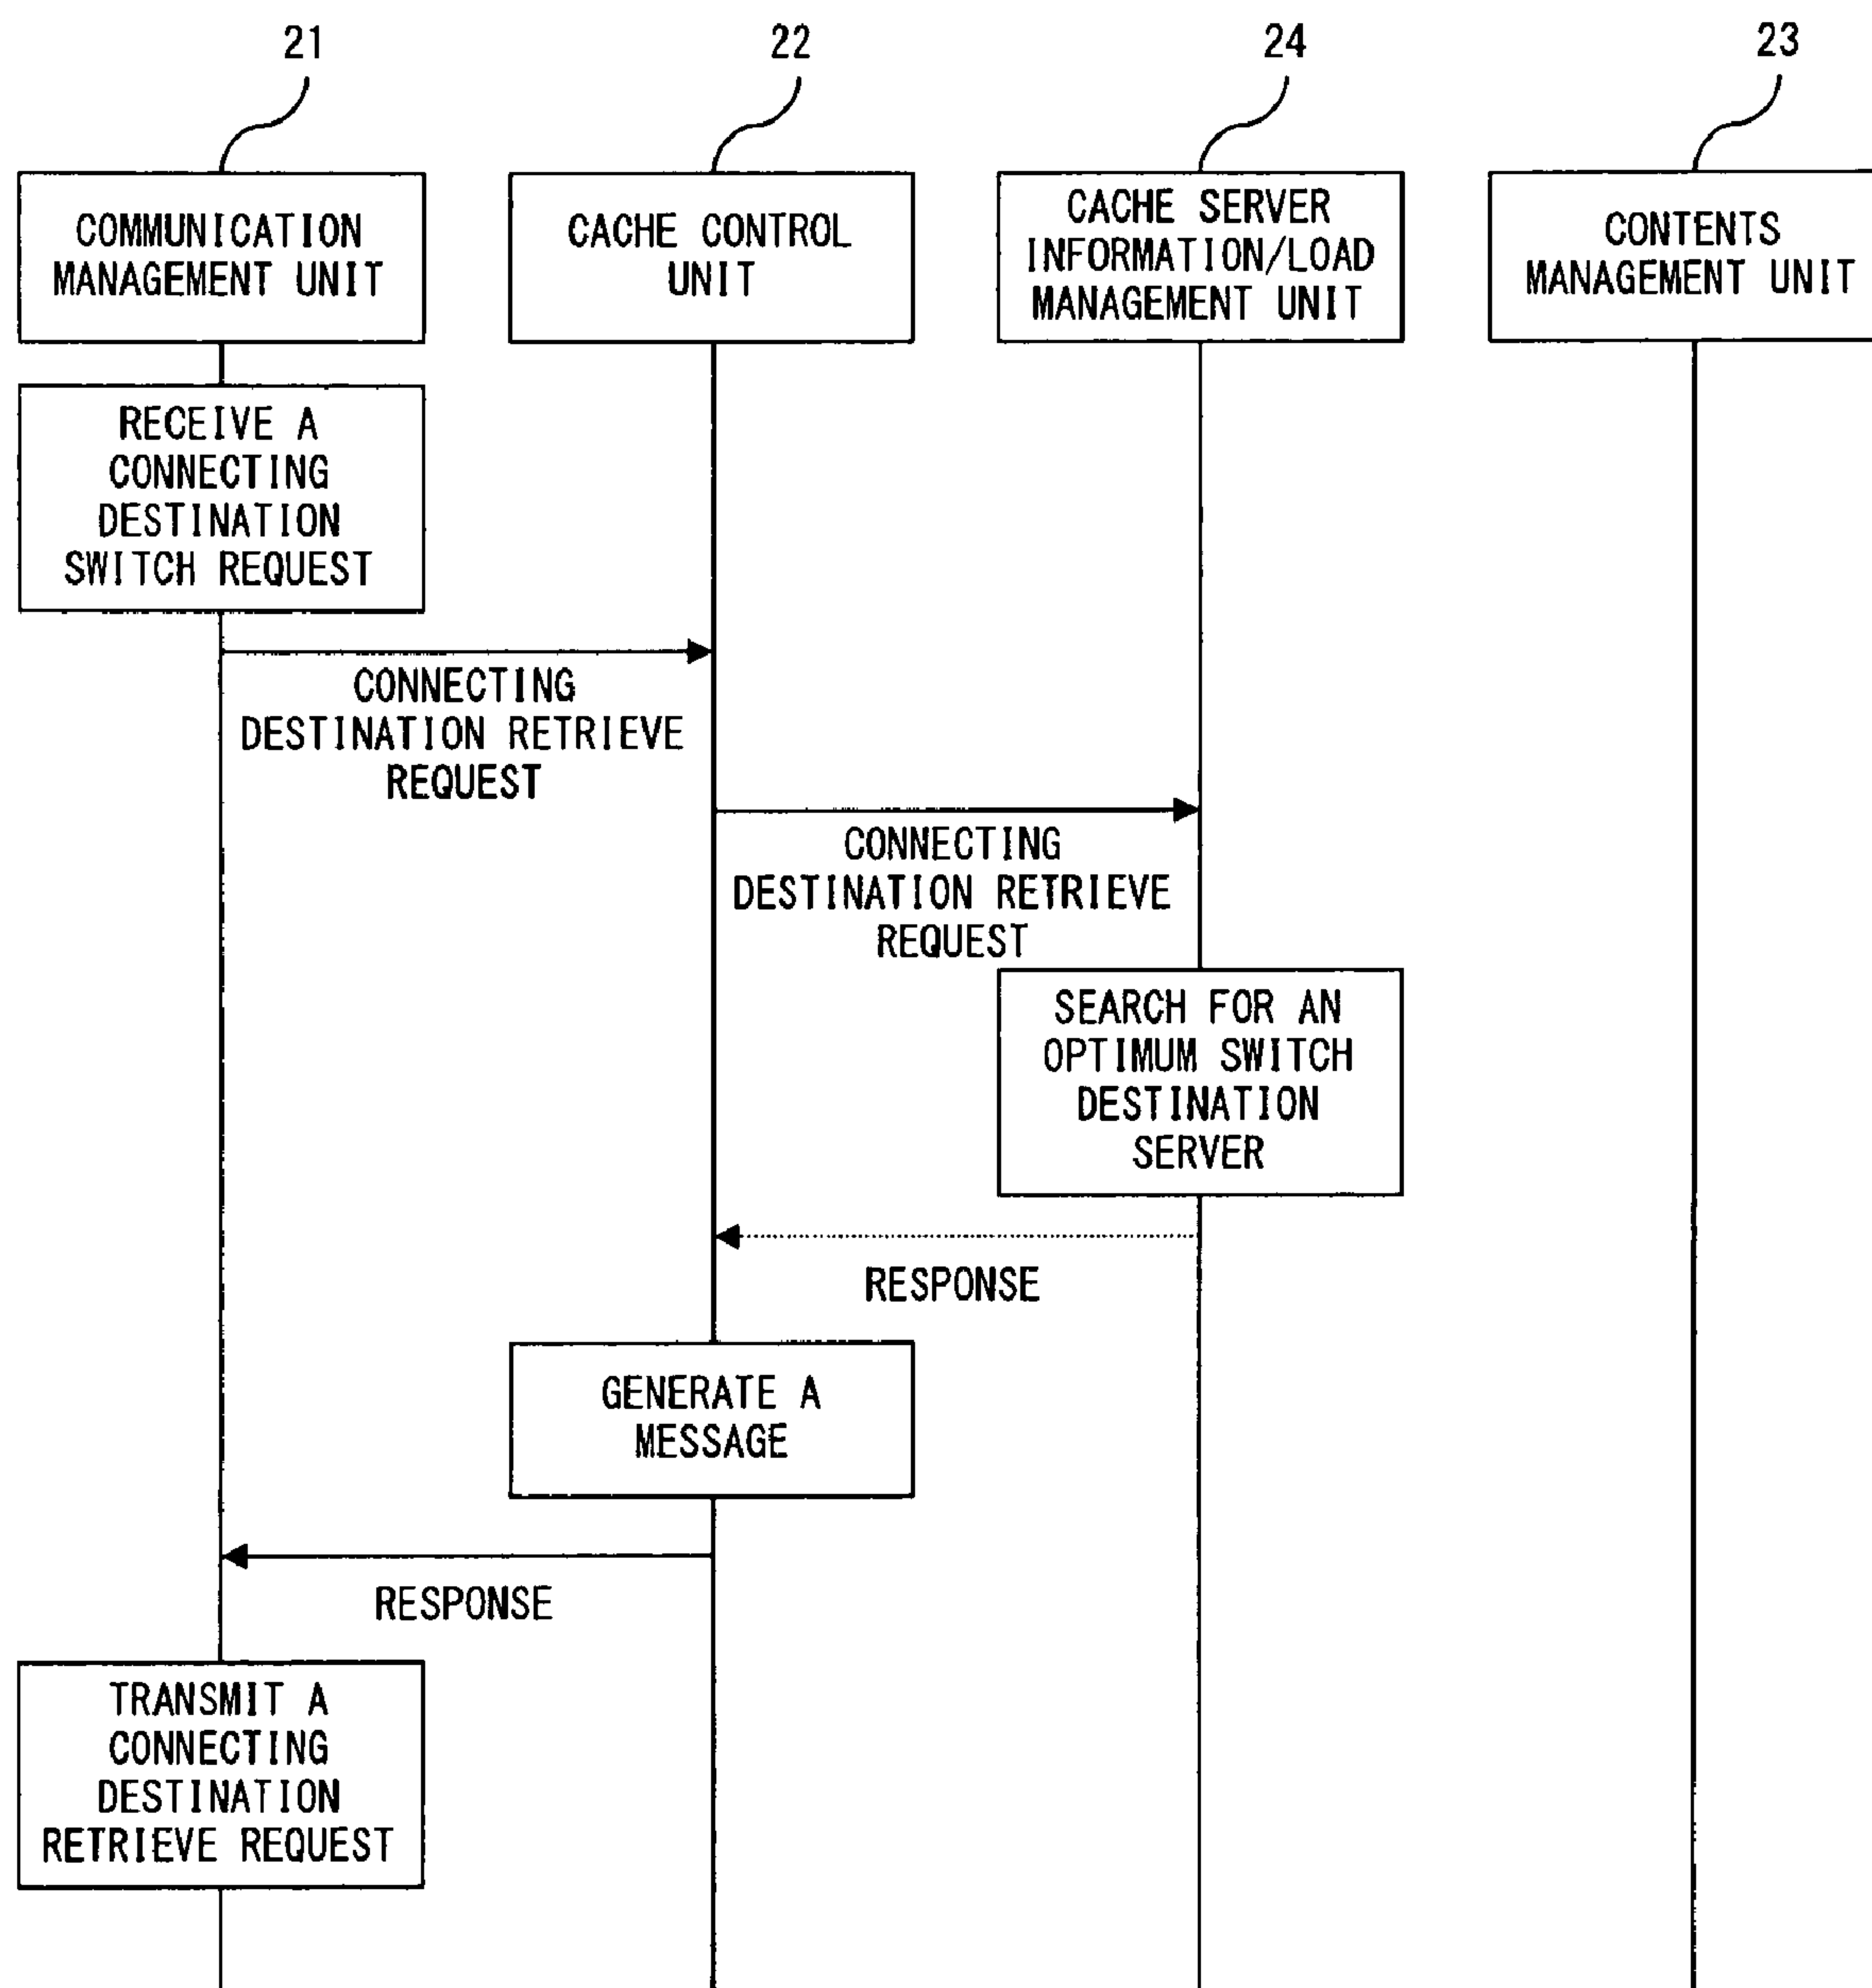 21
22
24
23
COMMUNICATION
MANAGEMENT UNIT
CACHE CONTROL
UNIT
CACHE SERVER
INFORMATION/LOAD
MANAGEMENT UNIT
CONTENTS
MANAGEMENT UNIT
RECEIVE A
CONNECTING
DESTINATION
SWITCH REQUEST
CONNECTING
DESTINATION RETRIEVE
REQUEST
CONNECTING
DESTINATION RETRIEVE
REQUEST
SEARCH FOR AN
OPTIMUM SWITCH
DESTINATION
SERVER
RESPONSE
GENERATE A
MESSAGE
RESPONSE
TRANSMIT A
CONNECTING
DESTINATION
RETRIEVE REQUEST